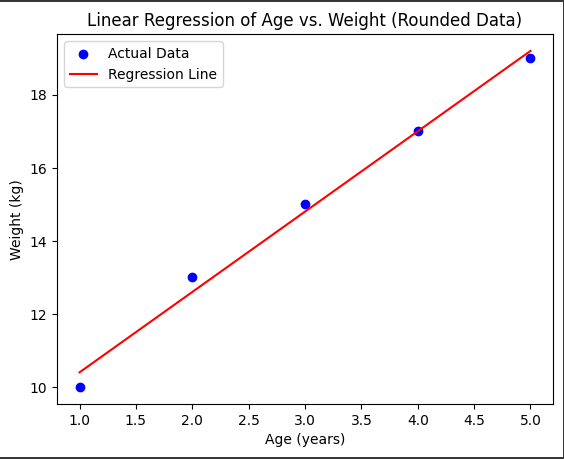 Linear Regression of Age vs. Weight (Rounded Data)
Actual Data
Regression Line
18
16
14
12
10
Weight (kg)
1.0 1.5 2.0 2.5 3.0 3.5 4.0 4.5 5.0
Age (years)